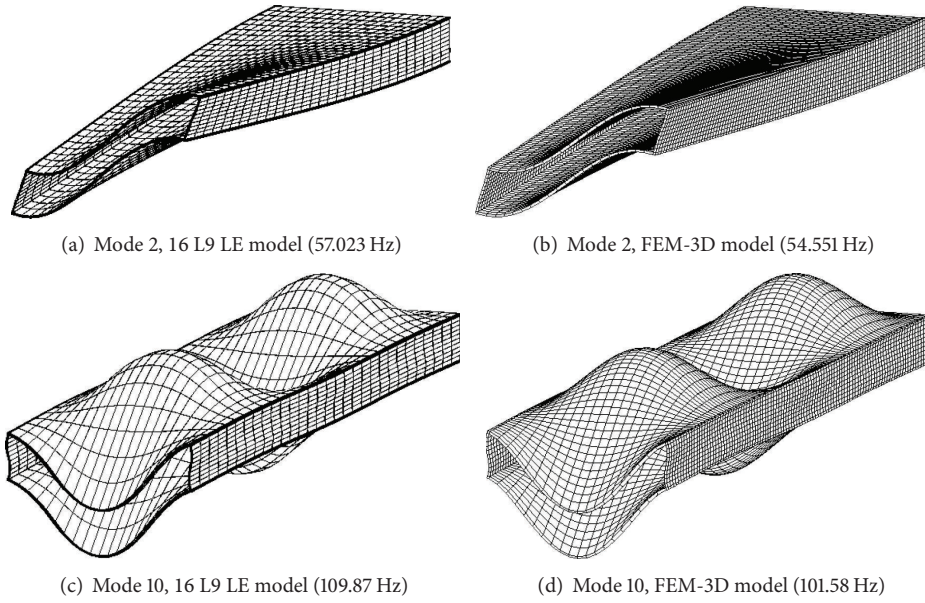 (a) Mode 2, 16 L9 LE model (57.023 Hz)
(b) Mode 2, FEM-3D model (54.551 Hz)
(c) Mode 10, 16 L9 LE model (109.87 Hz)
(d) Mode 10, FEM-3D model (101.58 Hz)